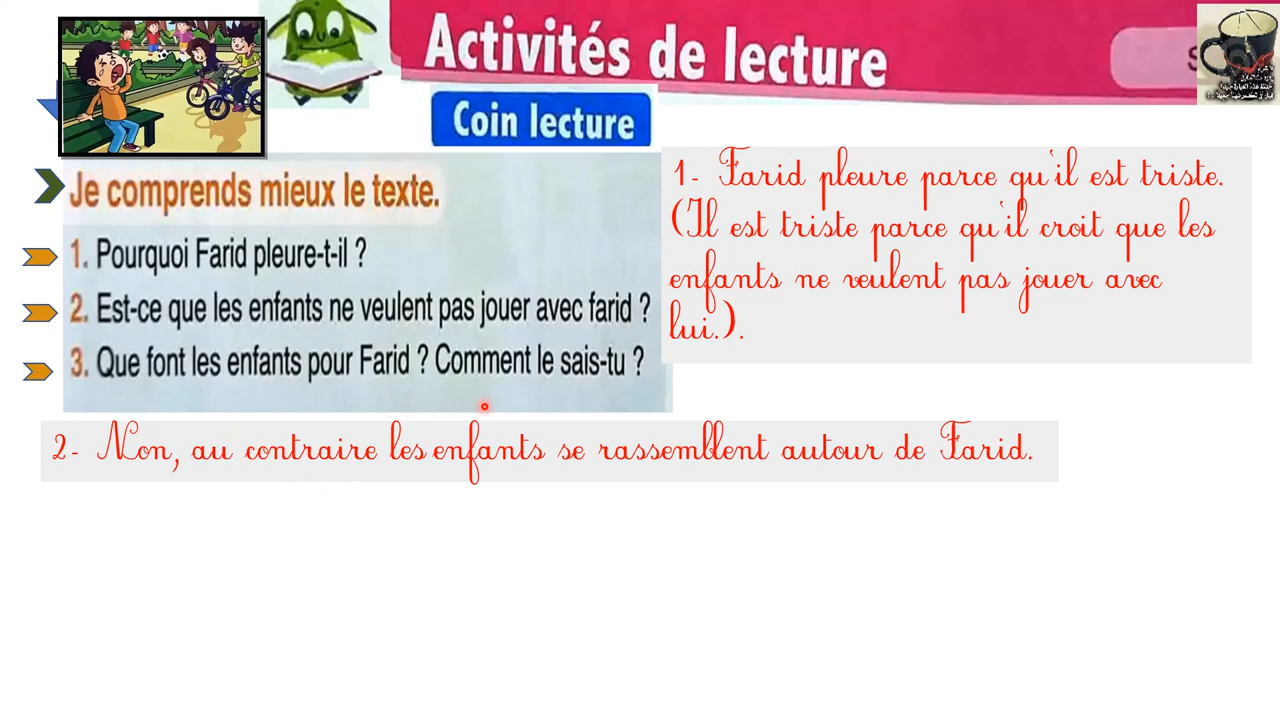 Activités de lecture
Coin lecture
Je comprends mieux le texte.
1. Pourquoi Farid pleure-t-il ?
2. Est-ce que les enfants ne veulent pas jouer avec farid ?
3. Que font les enfants pour Farid ? Comment le sais-tu ?
1- Farid pleure parce qu'il est triste.
(Il est triste parce qu'il croit que les
enfants ne veulent pas jouer avec
lui.).
2- Non, au contraire les enfants se rassemblent autour de Farid.